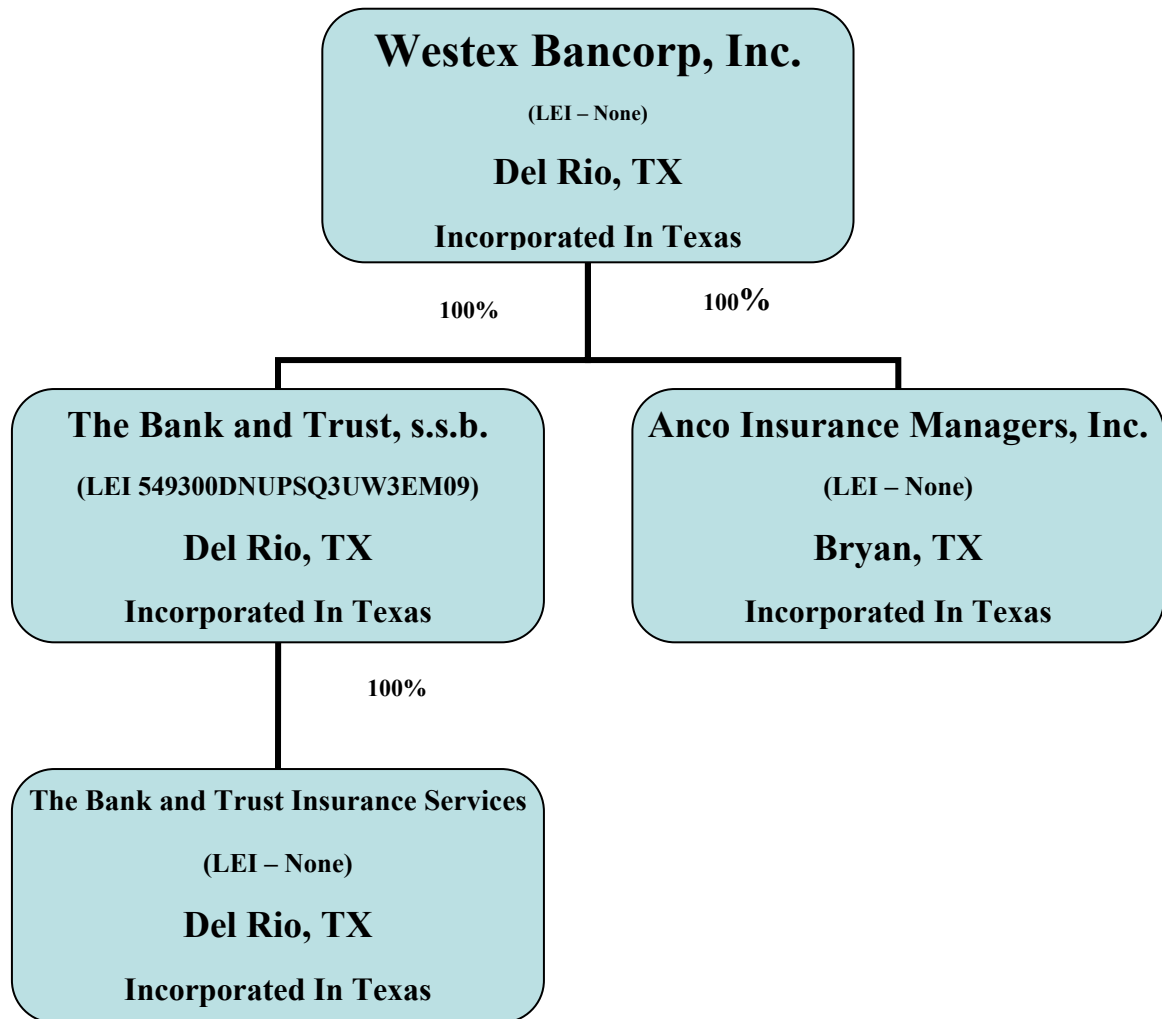 Westex Bancorp, Inc.
(LEI – None)
Del Rio, TX
Incorporated In Texas
100%
100%
The Bank and Trust, s.s.b.
(LEI 549300DNUPSQ3UW3EM09)
Del Rio, TX
Incorporated In Texas
Anco Insurance Managers, Inc.
(LEI – None)
Bryan, TX
Incorporated In Texas
100%
The Bank and Trust Insurance Services
(LEI – None)
Del Rio, TX
Incorporated In Texas